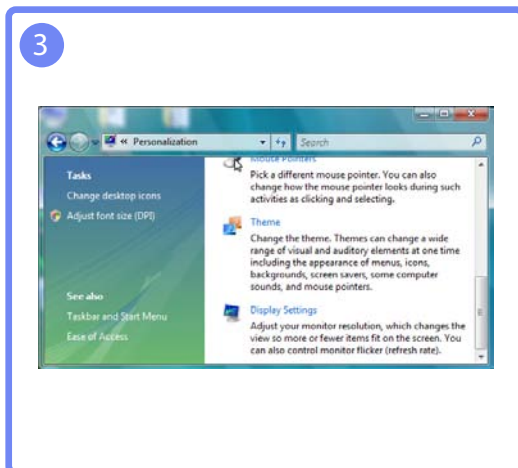 3
« Personalization
Search
Tasks
Change desktop icons
Adjust font size (DPI)
See also
Taskbar and Start Menu
Ease of Access
Mouse Pointers
Pick a different mouse pointer. You can also
change how the mouse pointer looks during such
activities as clicking and selecting.
Theme
Change the theme. Themes can change a wide
range of visual and auditory elements at one time
including the appearance of menus, icons,
backgrounds, screen savers, some computer
sounds, and mouse pointers.
Display Settings
Adjust your monitor resolution, which changes the
view so more or fewer items fit on the screen. You
can also control monitor flicker (refresh rate).